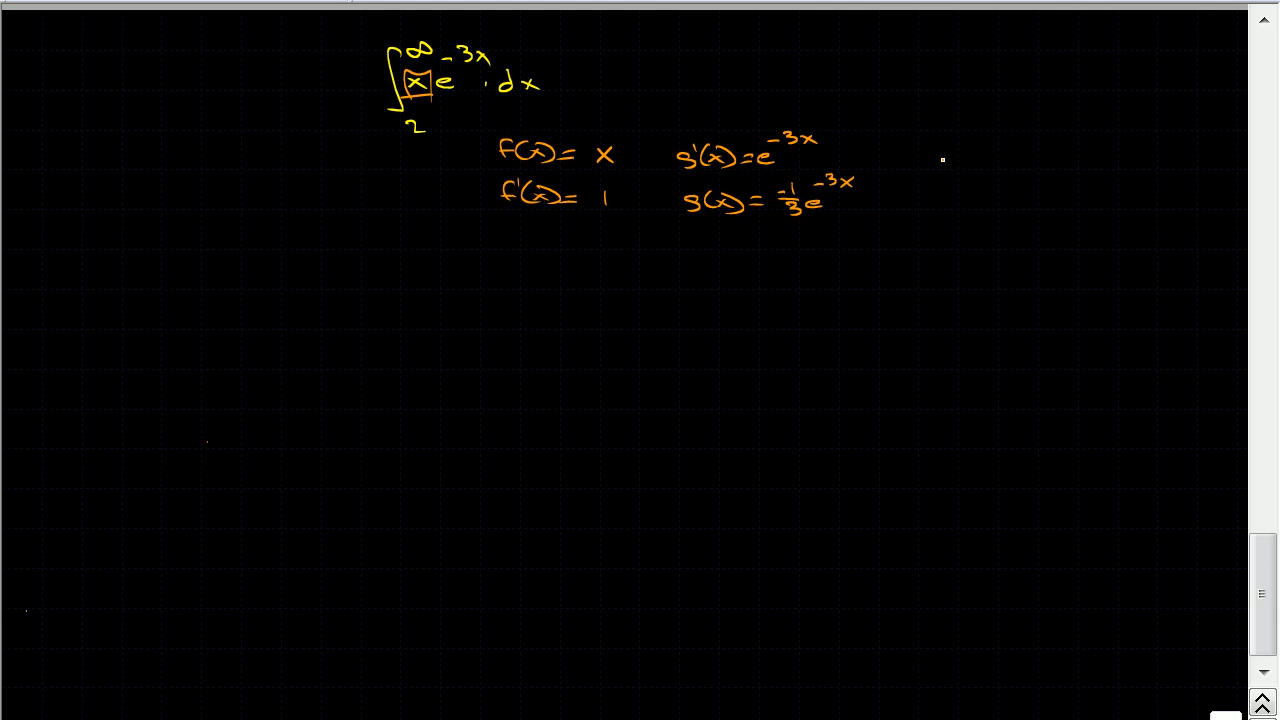 ∫₂^∞ x e^{-3x} · dx
f(x) = x g'(x) = e^{-3x}
f'(x) = 1 g(x) = -1/3 e^{-3x}